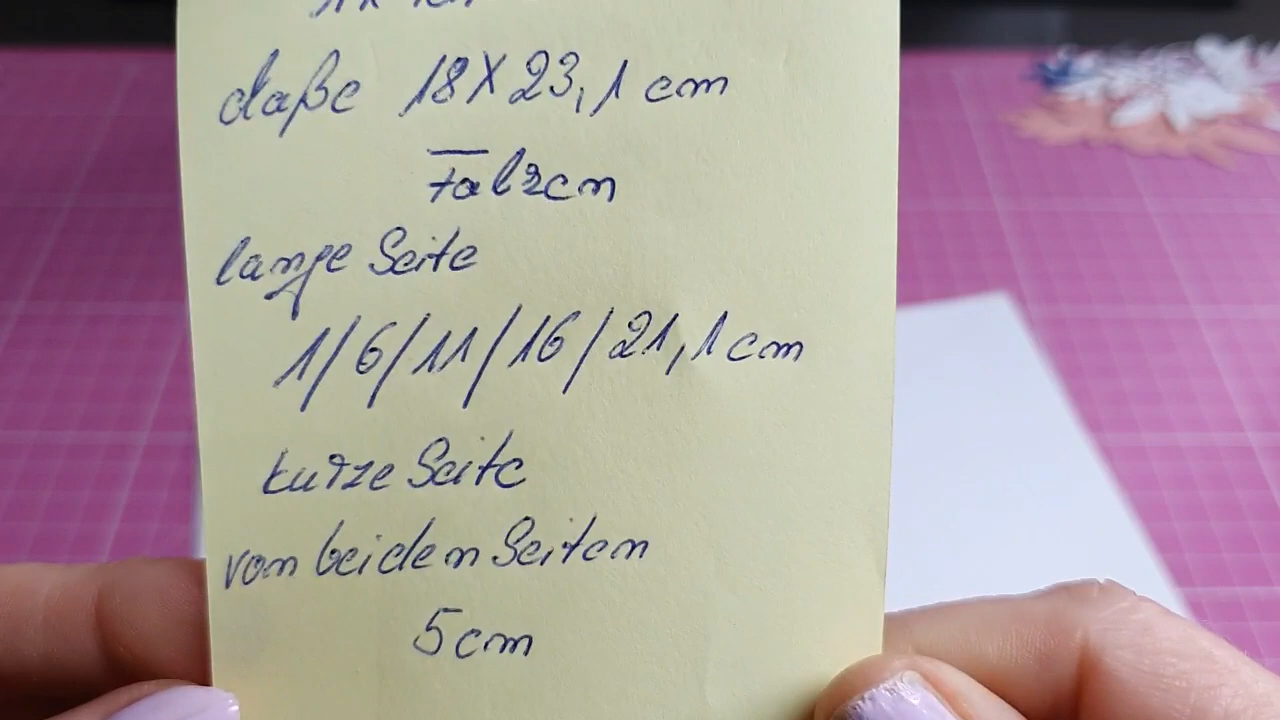 daße 18 X 23,1 cm
Falzen
lange Seite
1/6/11/16/21,1 cm
kurze Seite
von beiden Seiten
5 cm